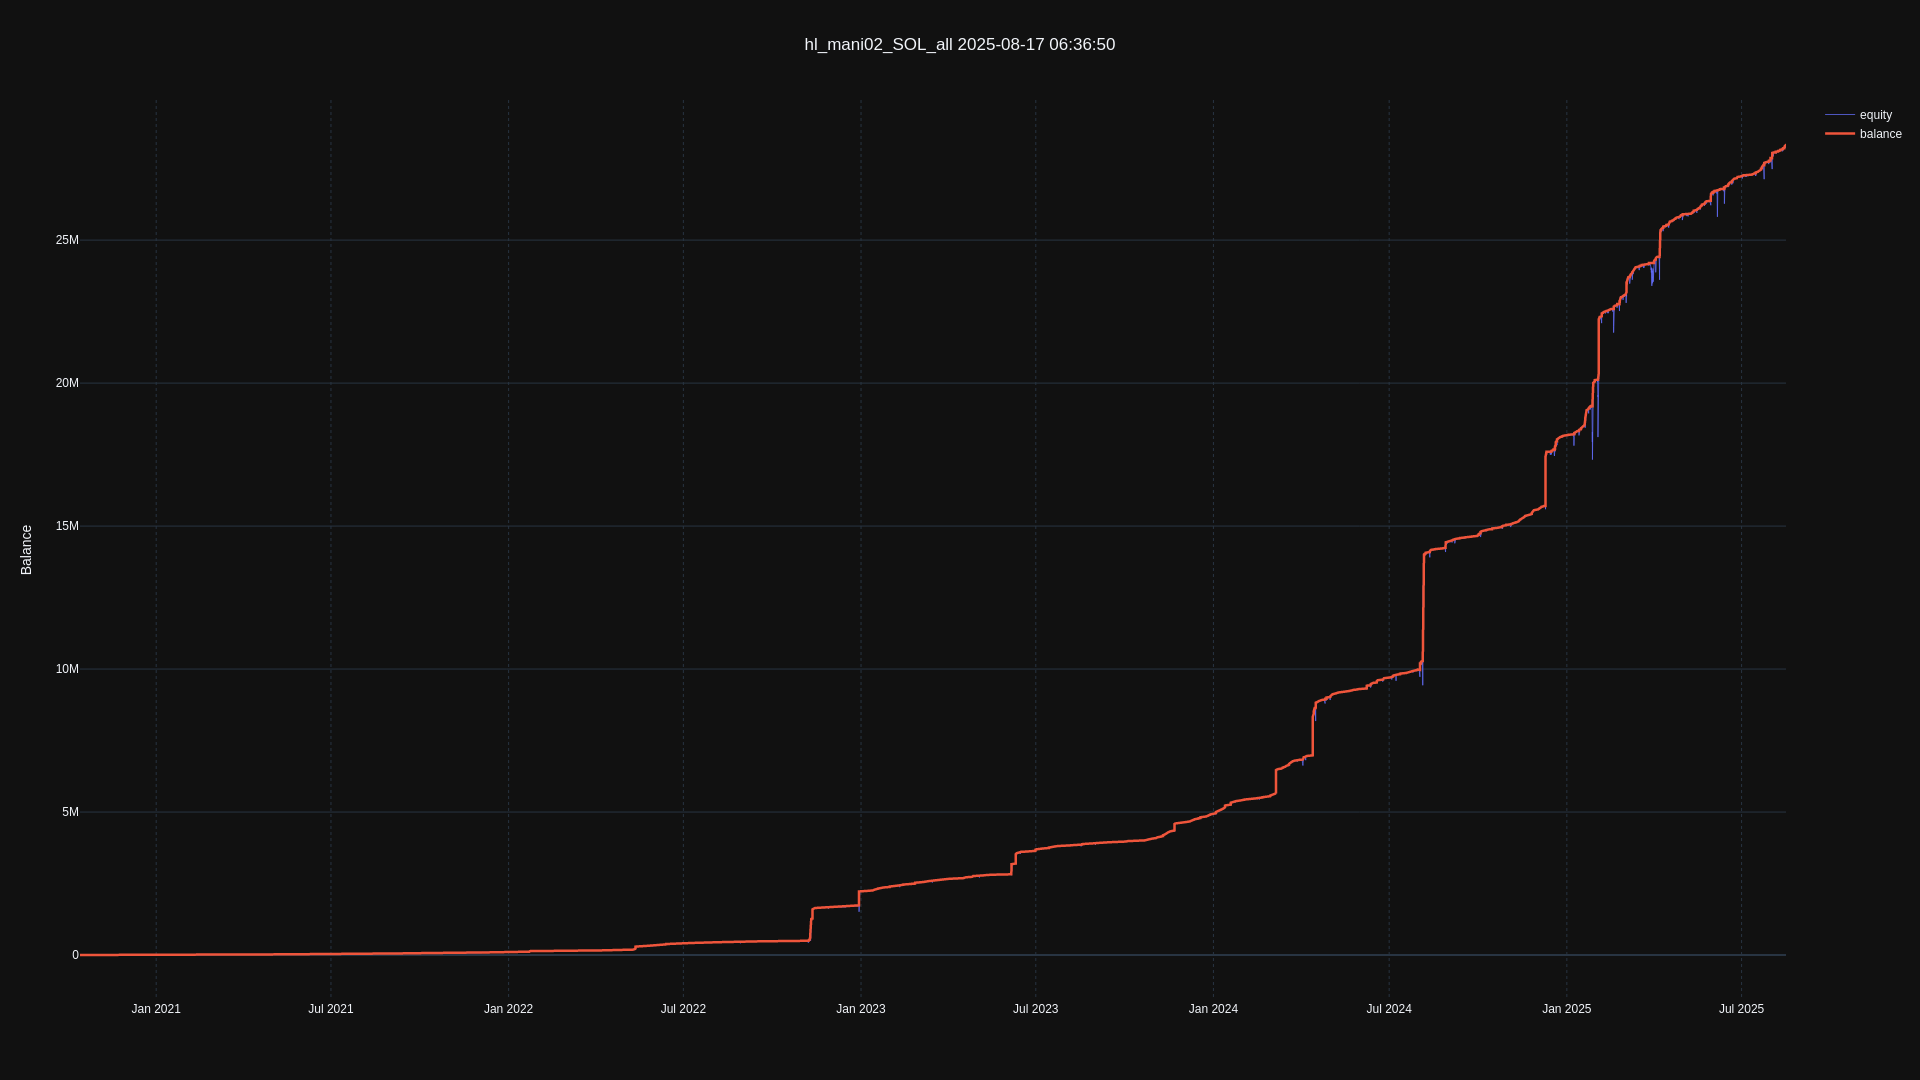 hl_mani02_SOL_all 2025-08-17 06:36:50
equity
balance
25M
20M
15M
10M
5M
0
Balance
Jan 2021
Jul 2021
Jan 2022
Jul 2022
Jan 2023
Jul 2023
Jan 2024
Jul 2024
Jan 2025
Jul 2025